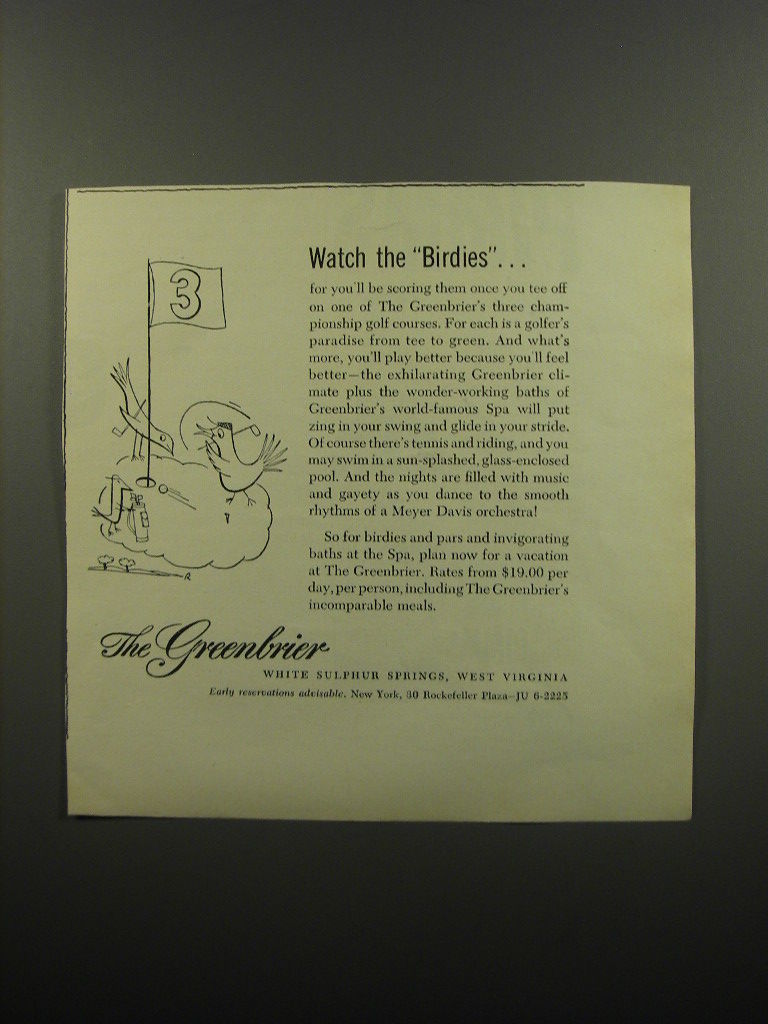 3
Watch the "Birdies"...
for you'll be scoring them once you tee off
on one of The Greenbrier's three cham-
pionship golf courses. For each is a golfer's
paradise from tee to green. And what's
more, you'll play better because you'll feel
better—the exhilarating Greenbrier cli-
mate plus the wonder-working baths of
Greenbrier's world-famous Spa will put
zing in your swing and glide in your stride.
Of course there's tennis and riding, and you
may swim in a sun-splashed, glass-enclosed
pool. And the nights are filled with music
and gayety as you dance to the smooth
rhythms of a Meyer Davis orchestra!
So for birdies and pars and invigorating
baths at the Spa, plan now for a vacation
at The Greenbrier. Rates from $19.00 per
day, per person, including The Greenbrier's
incomparable meals.
The Greenbrier
WHITE SULPHUR SPRINGS, WEST VIRGINIA
Early reservations advisable. New York, 30 Rockefeller Plaza—JU 6-2225